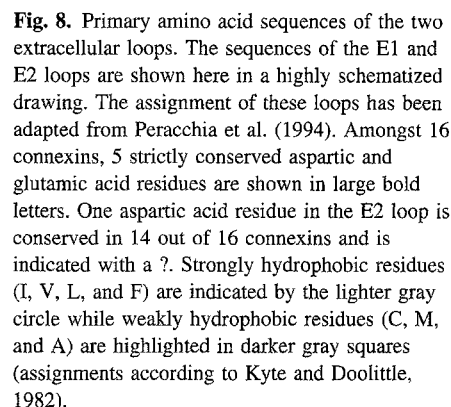 Fig. 8. Primary amino acid sequences of the two
extracellular loops. The sequences of the E1 and
E2 loops are shown here in a highly schematized
drawing. The assignment of these loops has been
adapted from Peracchia et al. (1994). Amongst 16
connexins, 5 strictly conserved aspartic and
glutamic acid residues are shown in large bold
letters. One aspartic acid residue in the E2 loop is
conserved in 14 out of 16 connexins and is
indicated with a ?. Strongly hydrophobic residues
(I, V, L, and F) are indicated by the lighter gray
circle while weakly hydrophobic residues (C, M,
and A) are highlighted in darker gray squares
(assignments according to Kyte and Doolittle,
1982).